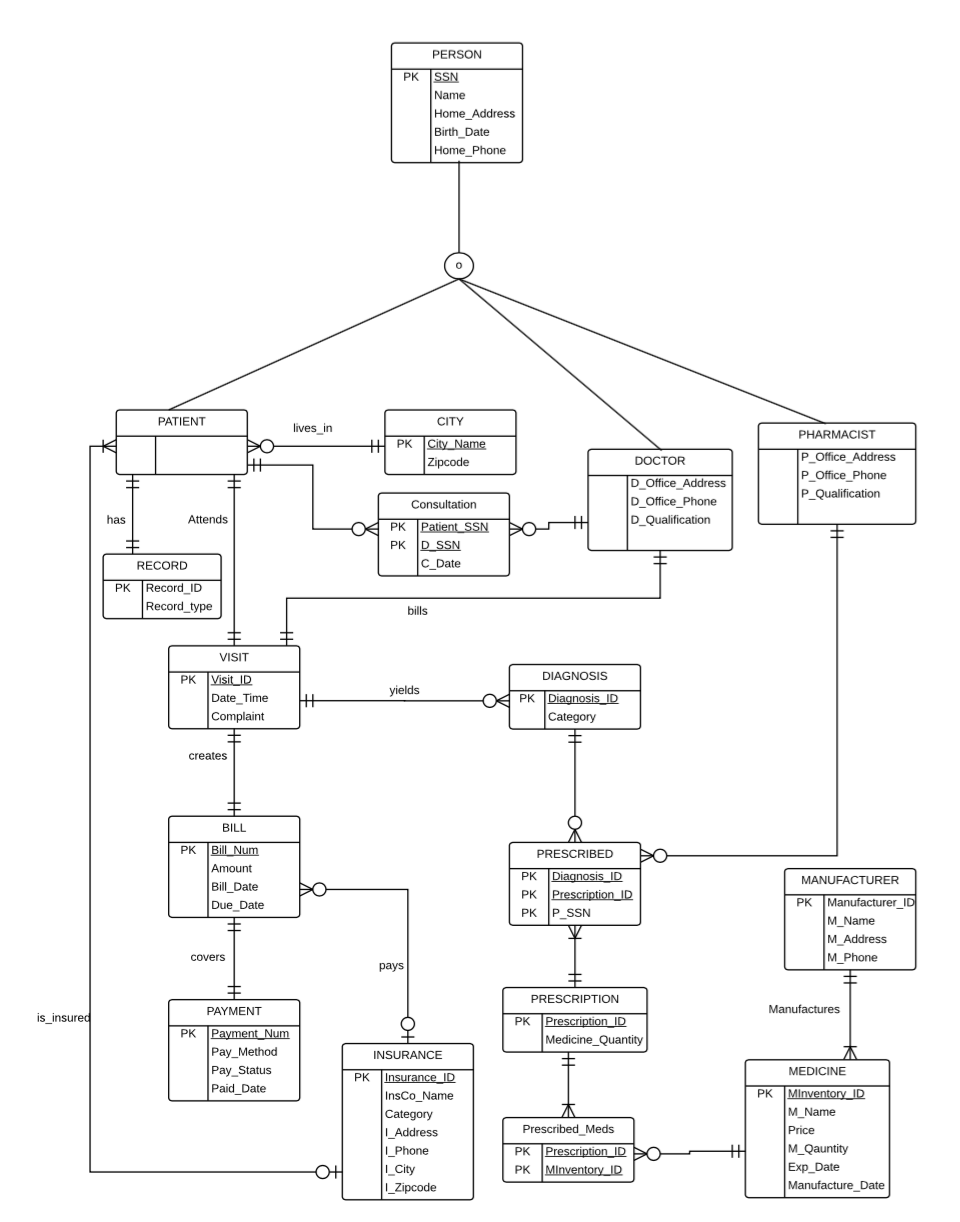 PERSON
PK SSN
Name
Home_Address
Birth_Date
Home_Phone
o
PATIENT
lives_in
CITY
PK City_Name
Zipcode
DOCTOR
D_Office_Address
D_Office_Phone
D_Qualification
PHARMACIST
P_Office_Address
P_Office_Phone
P_Qualification
has
Attends
Consultation
PK Patient_SSN
PK D_SSN
C_Date
RECORD
PK Record_ID
Record_type
bills
VISIT
PK Visit_ID
Date_Time
Complaint
yields
DIAGNOSIS
PK Diagnosis_ID
Category
creates
BILL
PK Bill_Num
Amount
Bill_Date
Due_Date
PRESCRIBED
PK Diagnosis_ID
PK Prescription_ID
PK P_SSN
MANUFACTURER
PK Manufacturer_ID
M_Name
M_Address
M_Phone
covers
pays
is_insured
PAYMENT
PK Payment_Num
Pay_Method
Pay_Status
Paid_Date
PRESCRIPTION
PK Prescription_ID
Medicine_Quantity
Manufactures
INSURANCE
PK Insurance_ID
InsCo_Name
Category
I_Address
I_Phone
I_City
I_Zipcode
Prescribed_Meds
PK Prescription_ID
PK MInventory_ID
MEDICINE
PK MInventory_ID
M_Name
Price
M_Qauntity
Exp_Date
Manufacture_Date